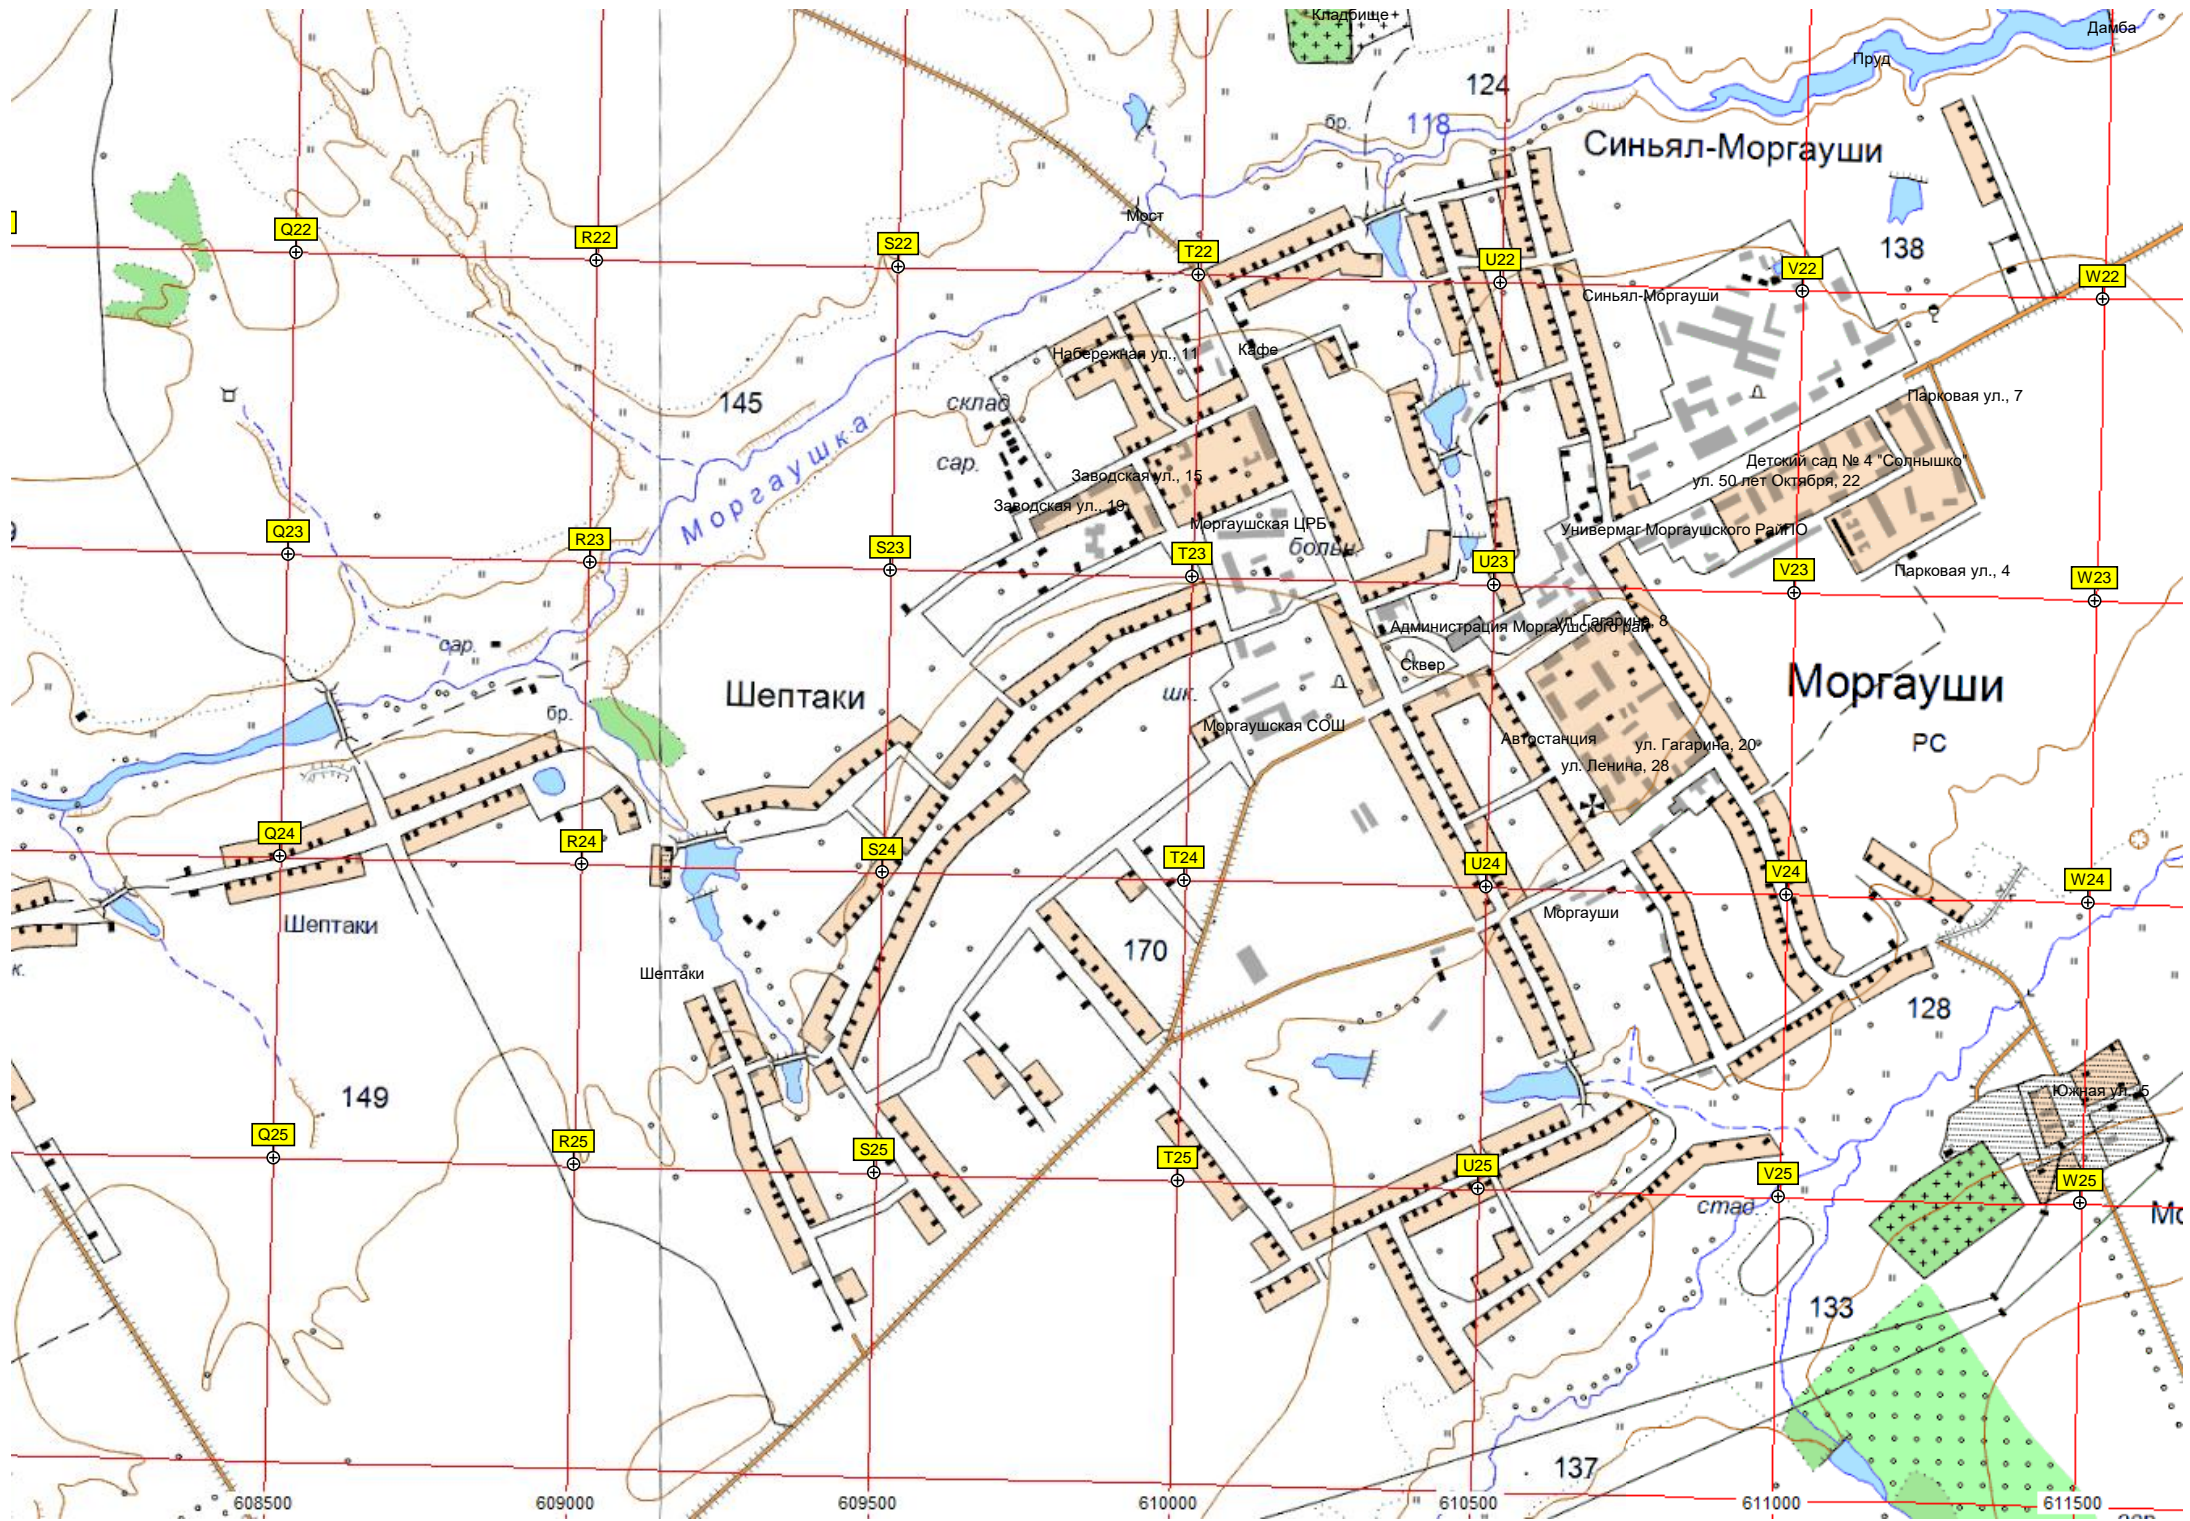 Кладбище
Дамба
Пруд
124
бр.
118
Синьял-Моргауши
Мост
138
Q22
R22
S22
T22
U22
V22
W22
Синьял-Моргауши
Набережная ул., 11
Кафе
145
склад
Парковая ул., 7
Моргаушка
сар.
Детский сад № 4 "Солнышко"
Заводская ул., 15
ул. 50 лет Октября, 22
Заводская ул., 19
Моргаушская ЦРБ
Универмаг Моргаушского РайПО
больн.
Q23
R23
S23
T23
U23
V23
W23
Парковая ул., 4
ул. Гагарина, 8
Администрация Моргаушского рай
сар.
Сквер
Шептаки
шк.
Моргауши
бр.
Моргаушская СОШ
Автостанция
ул. Гагарина, 20
РС
ул. Ленина, 28
Q24
R24
S24
T24
U24
V24
W24
Моргауши
Шептаки
170
к.
Шептаки
128
149
Южная ул., 5
Q25
R25
S25
T25
U25
V25
W25
стад
Мо
133
137
608500
609000
609500
610000
610500
611000
611500